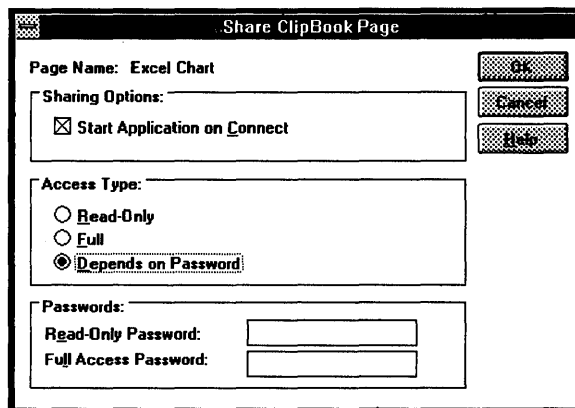 Share ClipBook Page
Page Name: Excel Chart
Ok
Sharing Options:
Cancel
Start Application on Connect
Help
Access Type:
Read-Only
Full
Depends on Password
Passwords:
Read-Only Password:
Full Access Password: